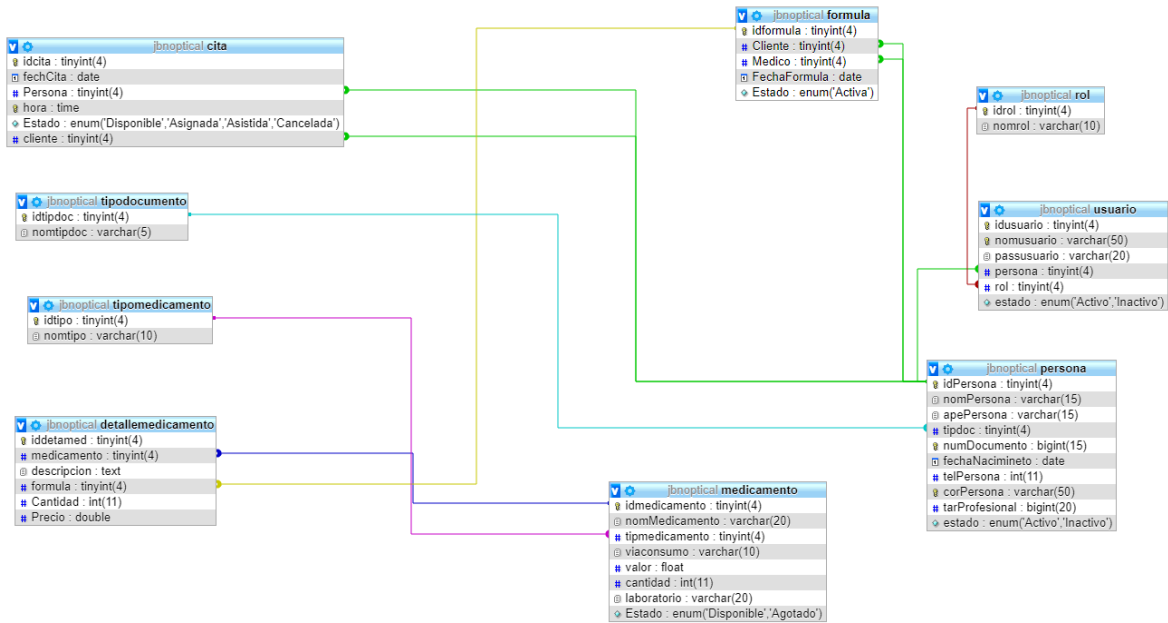 jbnoptical cita
idcita : tinyint(4)
fechCita : date
Persona : tinyint(4)
hora : time
Estado : enum('Disponible','Asignada','Asistida','Cancelada')
cliente : tinyint(4)
jbnoptical formula
idformula : tinyint(4)
Cliente : tinyint(4)
Medico : tinyint(4)
FechaFormula : date
Estado : enum('Activa')
jbnoptical rol
idrol : tinyint(4)
nomrol : varchar(10)
jbnoptical tipodocumento
idtipdoc : tinyint(4)
nomtipdoc : varchar(5)
jbnoptical usuario
idusuario : tinyint(4)
nomusuario : varchar(50)
passusuario : varchar(20)
persona : tinyint(4)
rol : tinyint(4)
estado : enum('Activo','Inactivo')
jbnoptical tipomedicamento
idtipo : tinyint(4)
nomtipo : varchar(10)
jbnoptical persona
idPersona : tinyint(4)
nomPersona : varchar(15)
apePersona : varchar(15)
tipdoc : tinyint(4)
numDocumento : bigint(15)
fechaNacimineto : date
telPersona : int(11)
corPersona : varchar(50)
tarProfesional : bigint(20)
estado : enum('Activo','Inactivo')
jbnoptical detallemedicamento
iddetamed : tinyint(4)
medicamento : tinyint(4)
descripcion : text
formula : tinyint(4)
Cantidad : int(11)
Precio : double
jbnoptical medicamento
idmedicamento : tinyint(4)
nomMedicamento : varchar(20)
tipmedicamento : tinyint(4)
viaconsumo : varchar(10)
valor : float
cantidad : int(11)
laboratorio : varchar(20)
Estado : enum('Disponible','Agotado')